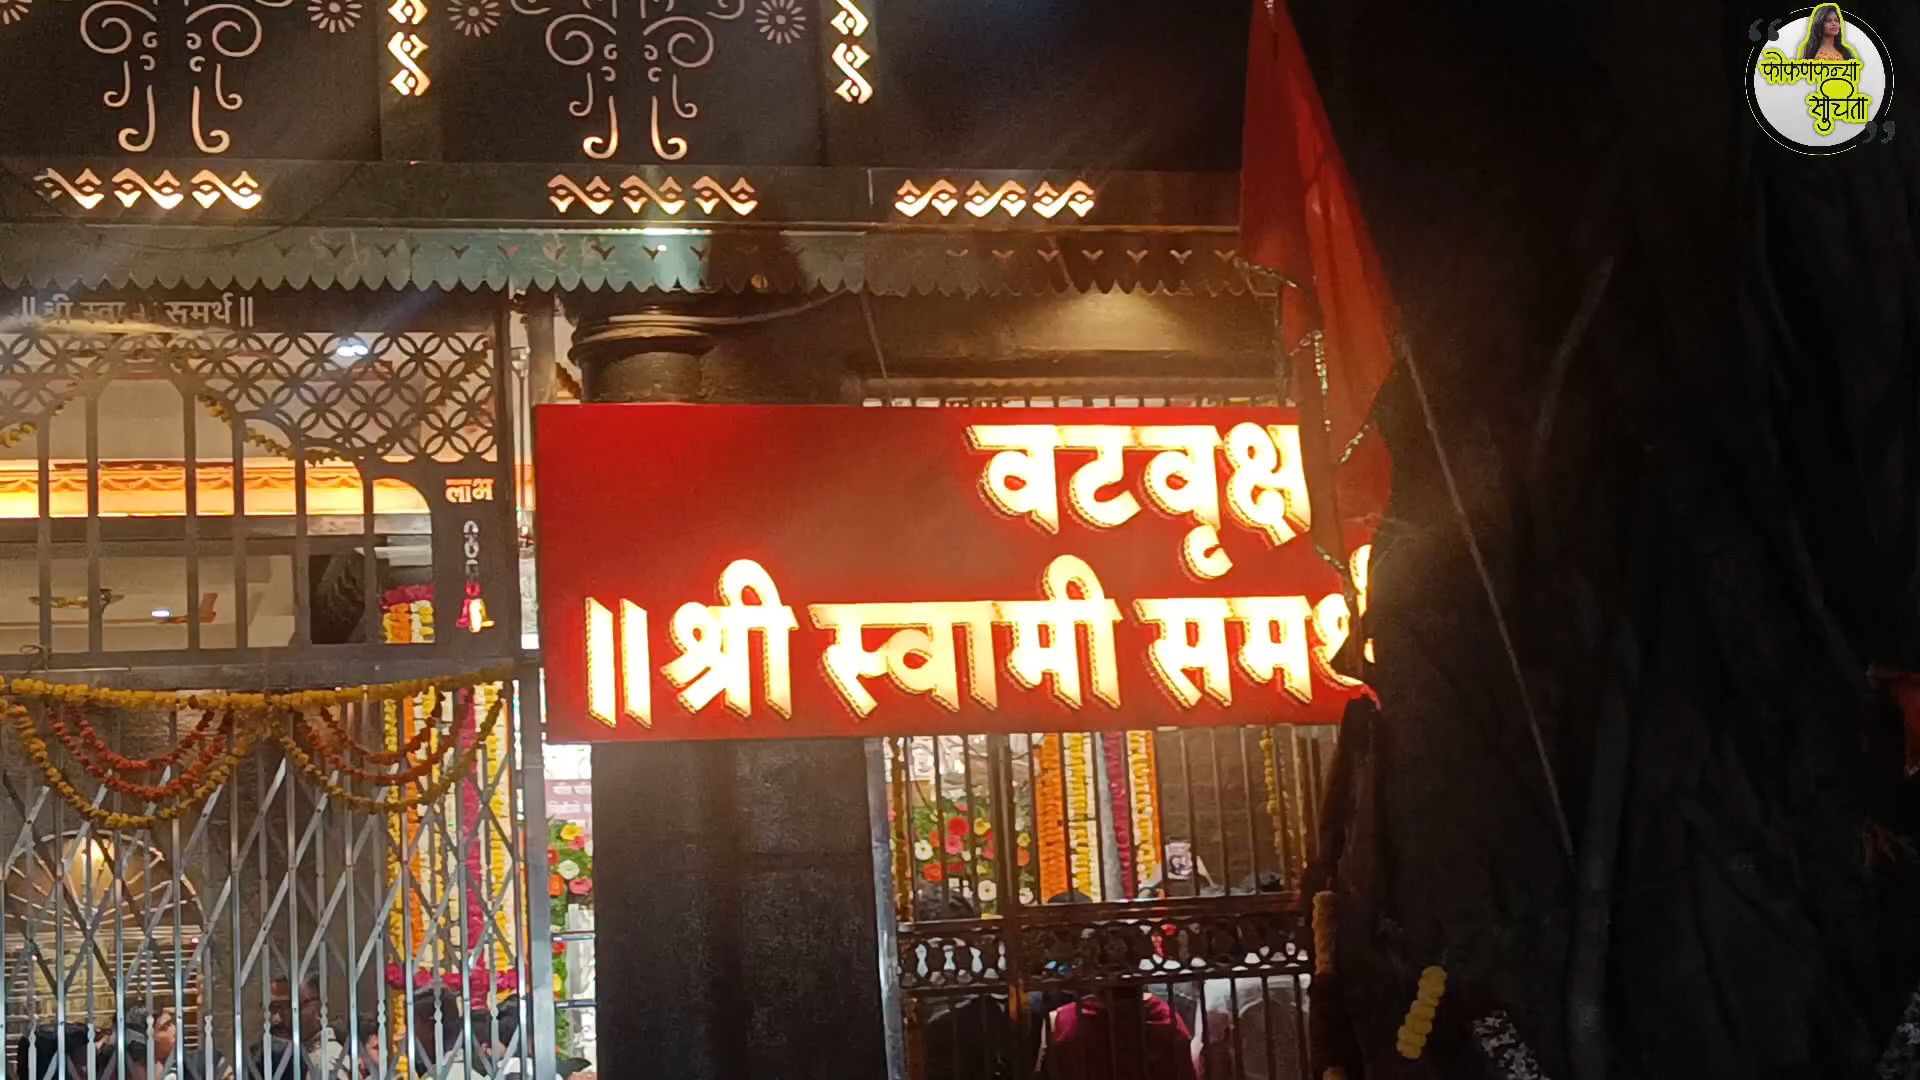 कोकणकन्या
सुचिता
॥श्री स्वामी समर्थ॥
लाभ
वटवृक्ष
॥श्री स्वामी समर्थ